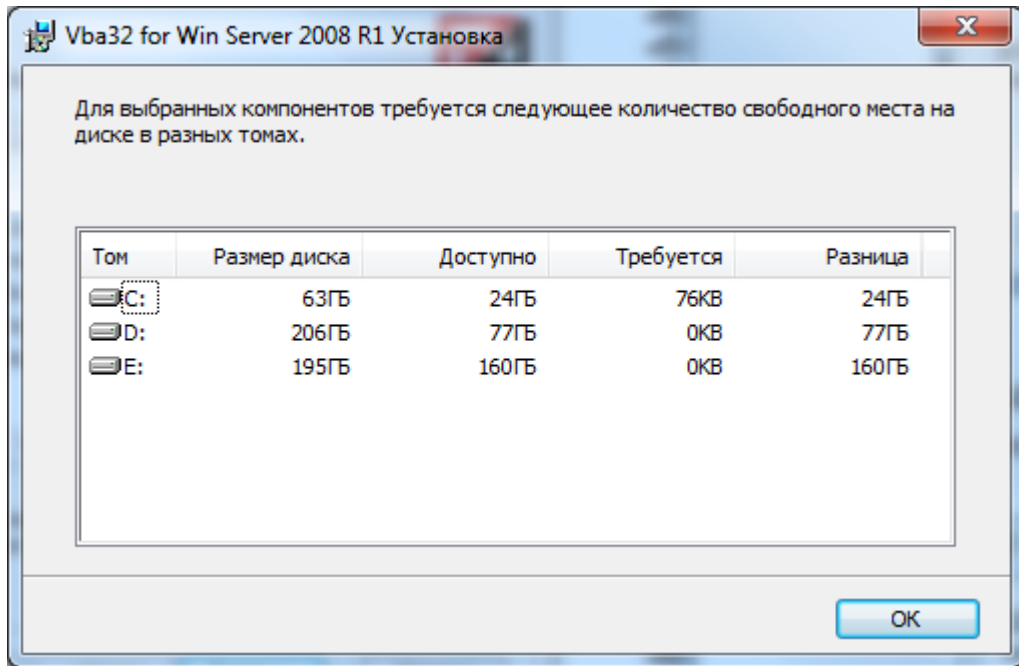 Vba32 for Win Server 2008 R1 Установка
Для выбранных компонентов требуется следующее количество свободного места на
диске в разных томах.
Том Размер диска Доступно Требуется Разница
C: 63ГБ 24ГБ 76KB 24ГБ
D: 206ГБ 77ГБ 0KB 77ГБ
E: 195ГБ 160ГБ 0KB 160ГБ
OK